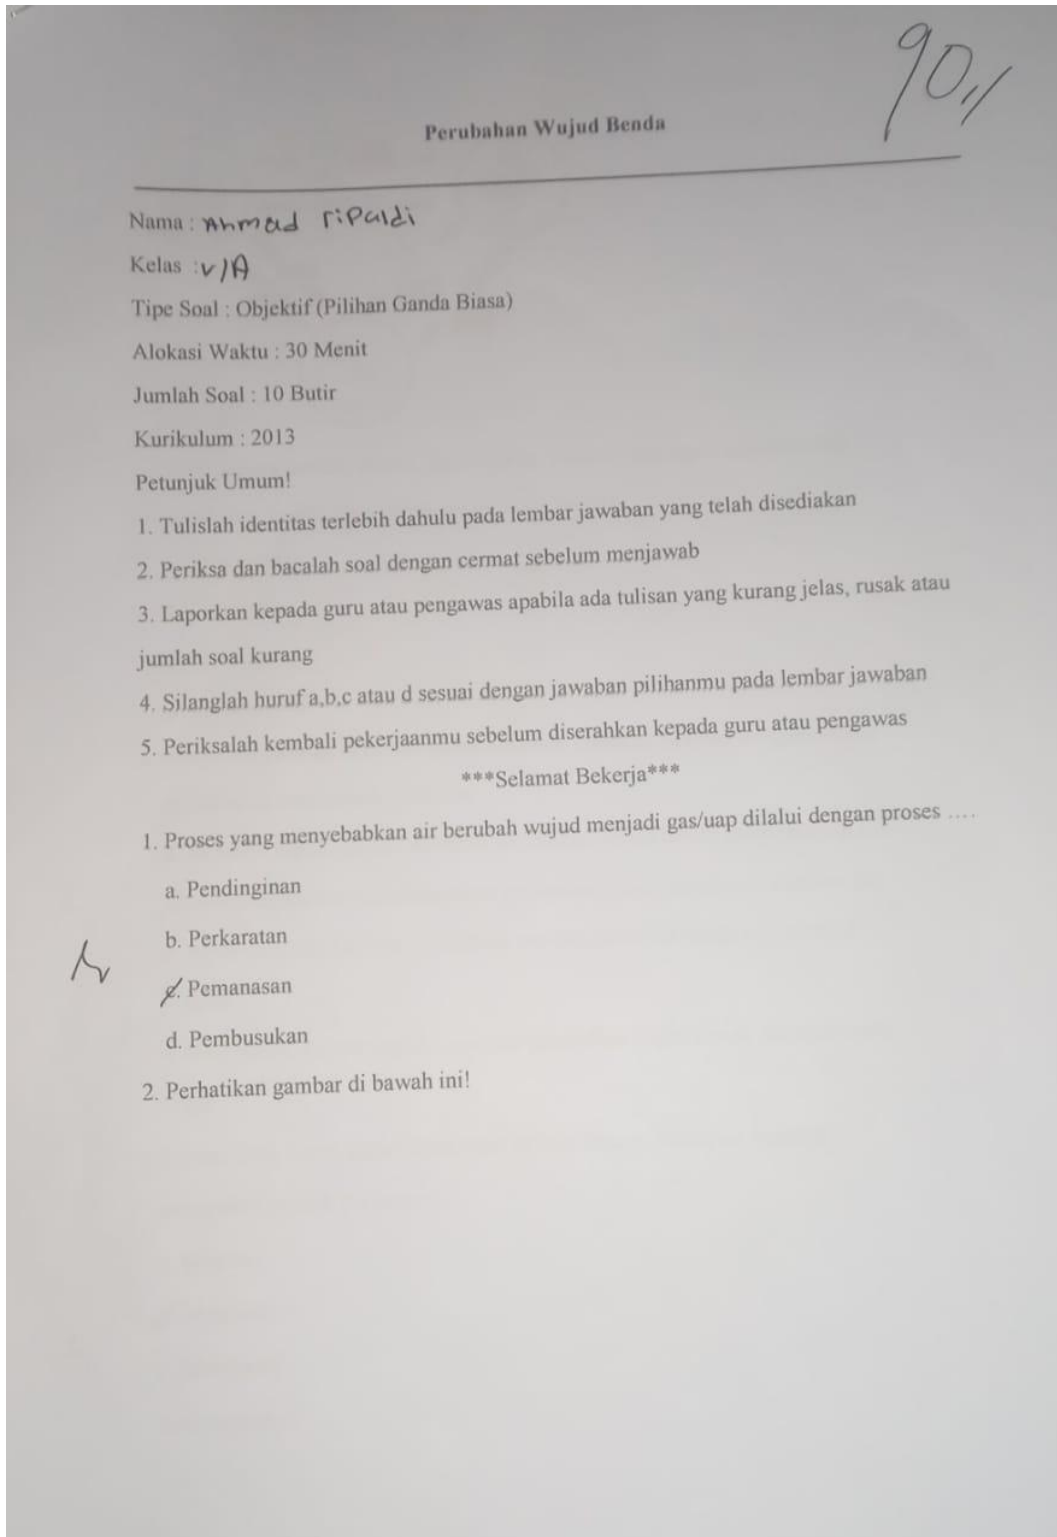 90,//
Perubahan Wujud Benda
Nama : Ahmad ripaldi
Kelas : V/A
Tipe Soal : Objektif (Pilihan Ganda Biasa)
Alokasi Waktu : 30 Menit
Jumlah Soal : 10 Butir
Kurikulum : 2013
Petunjuk Umum!
1. Tulislah identitas terlebih dahulu pada lembar jawaban yang telah disediakan
2. Periksa dan bacalah soal dengan cermat sebelum menjawab
3. Laporkan kepada guru atau pengawas apabila ada tulisan yang kurang jelas, rusak atau
jumlah soal kurang
4. Silanglah huruf a,b,c atau d sesuai dengan jawaban pilihanmu pada lembar jawaban
5. Periksalah kembali pekerjaanmu sebelum diserahkan kepada guru atau pengawas
***Selamat Bekerja***
1. Proses yang menyebabkan air berubah wujud menjadi gas/uap dilalui dengan proses ....
a. Pendinginan
b. Perkaratan
c. Pemanasan
d. Pembusukan
2. Perhatikan gambar di bawah ini!